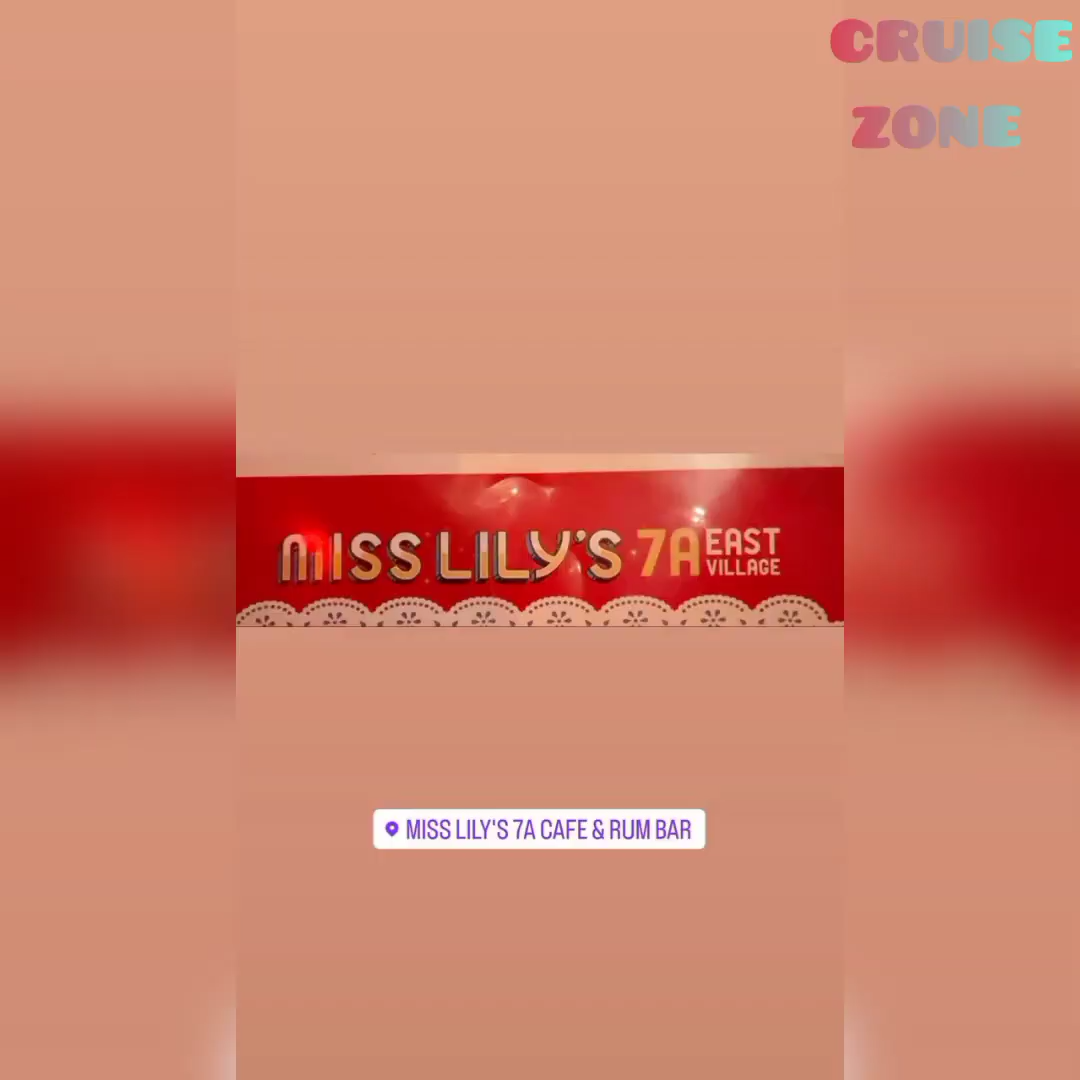 CRUISE
ZONE
MISS LILY'S 7A EAST
VILLAGE
MISS LILY'S 7A CAFE & RUM BAR